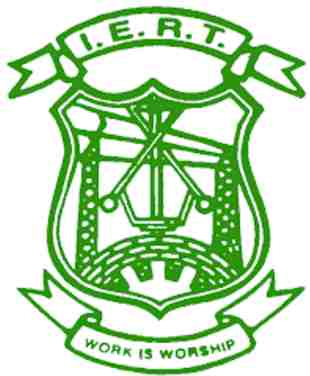 I. E. R. T.
WORK IS WORSHIP